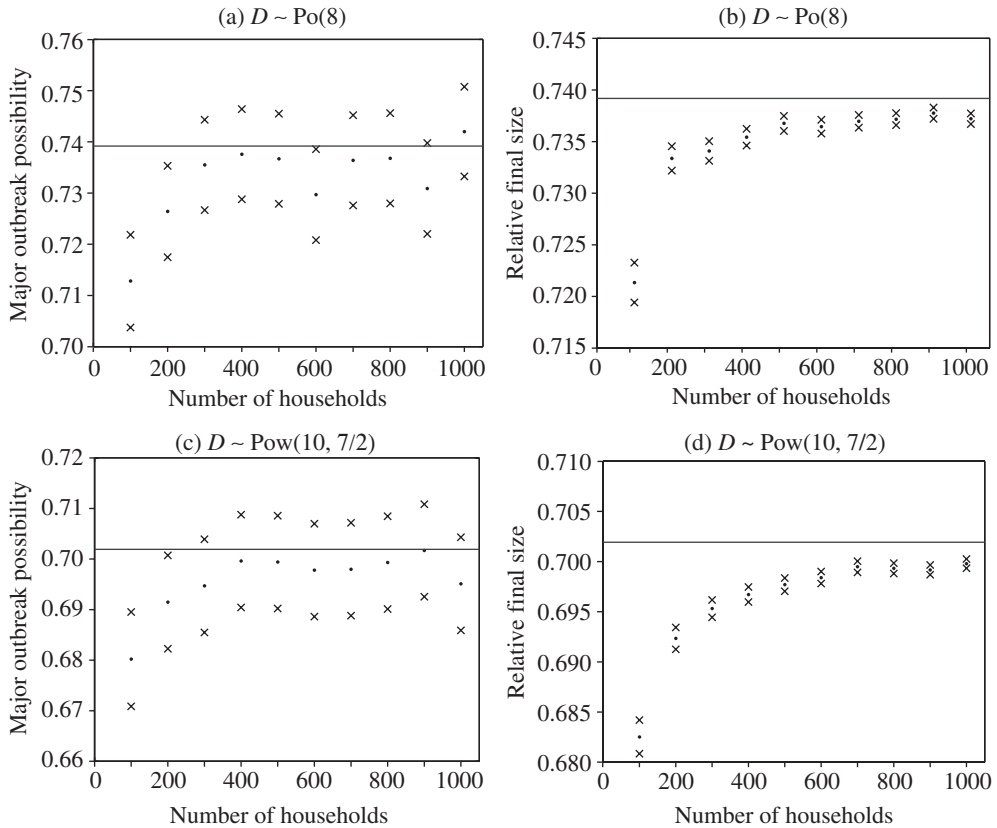 (a) D ~ Po(8)
Major outbreak possibility
0.76
0.75
0.74
0.73
0.72
0.71
0.70
0 200 400 600 800 1000
Number of households
(b) D ~ Po(8)
Relative final size
0.745
0.740
0.735
0.730
0.725
0.720
0.715
0 200 400 600 800 1000
Number of households
(c) D ~ Pow(10, 7/2)
Major outbreak possibility
0.72
0.71
0.70
0.69
0.68
0.67
0.66
0 200 400 600 800 1000
Number of households
(d) D ~ Pow(10, 7/2)
Relative final size
0.710
0.705
0.700
0.695
0.690
0.685
0.680
0 200 400 600 800 1000
Number of households